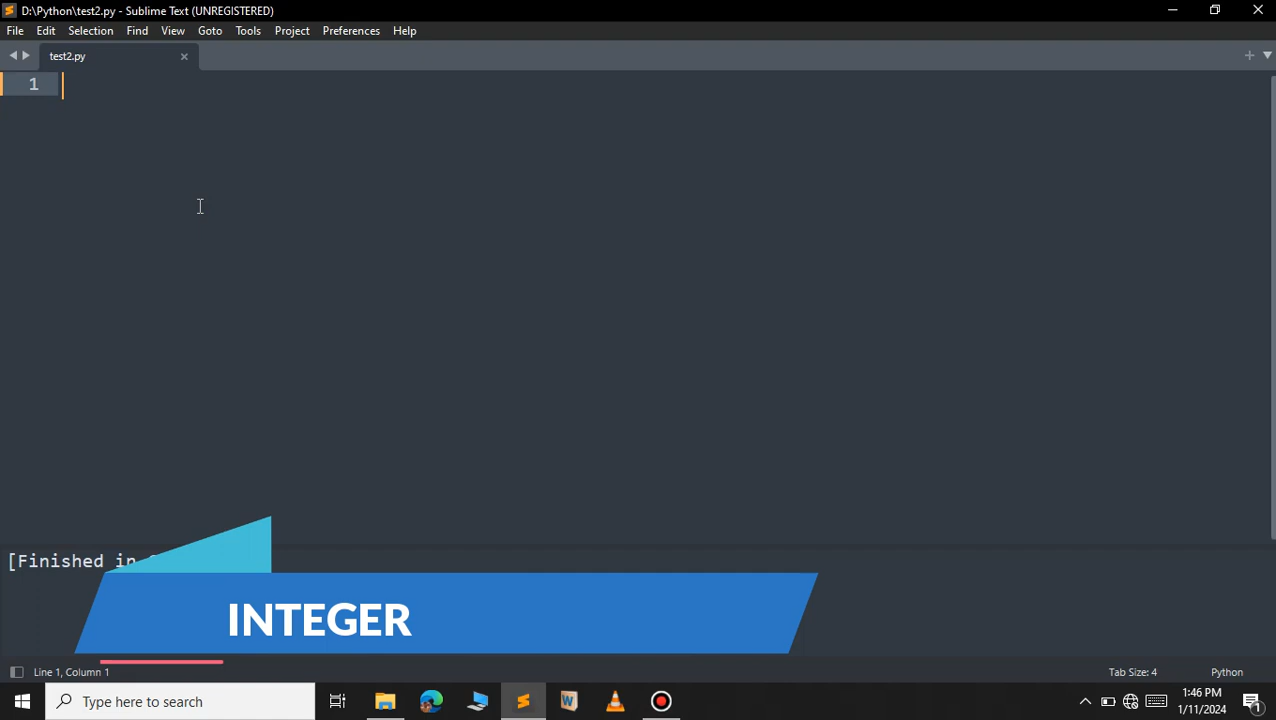 D:\Python\test2.py - Sublime Text (UNREGISTERED)
File Edit Selection Find View Goto Tools Project Preferences Help
test2.py
1
[Finished in
INTEGER
Line 1, Column 1 Tab Size: 4 Python
Type here to search
1:46 PM
1/11/2024
1